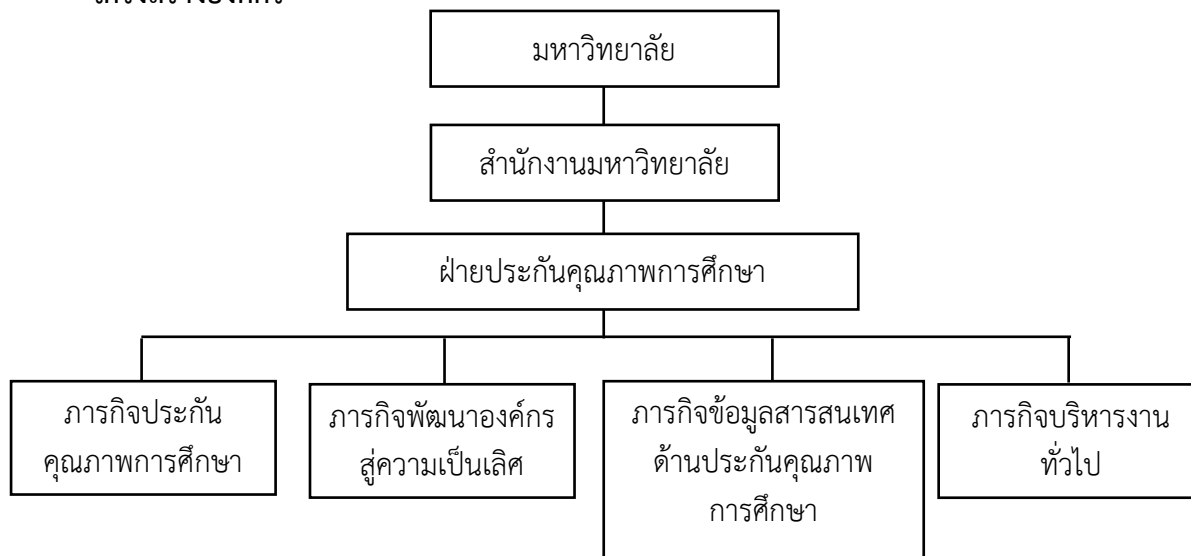 มหาวิทยาลัย
สำนักงานมหาวิทยาลัย
ฝ่ายประกันคุณภาพการศึกษา
ภารกิจประกัน
คุณภาพการศึกษา
ภารกิจพัฒนาองค์กร
สู่ความเป็นเลิศ
ภารกิจข้อมูลสารสนเทศ
ด้านประกันคุณภาพ
การศึกษา
ภารกิจบริหารงาน
ทั่วไป